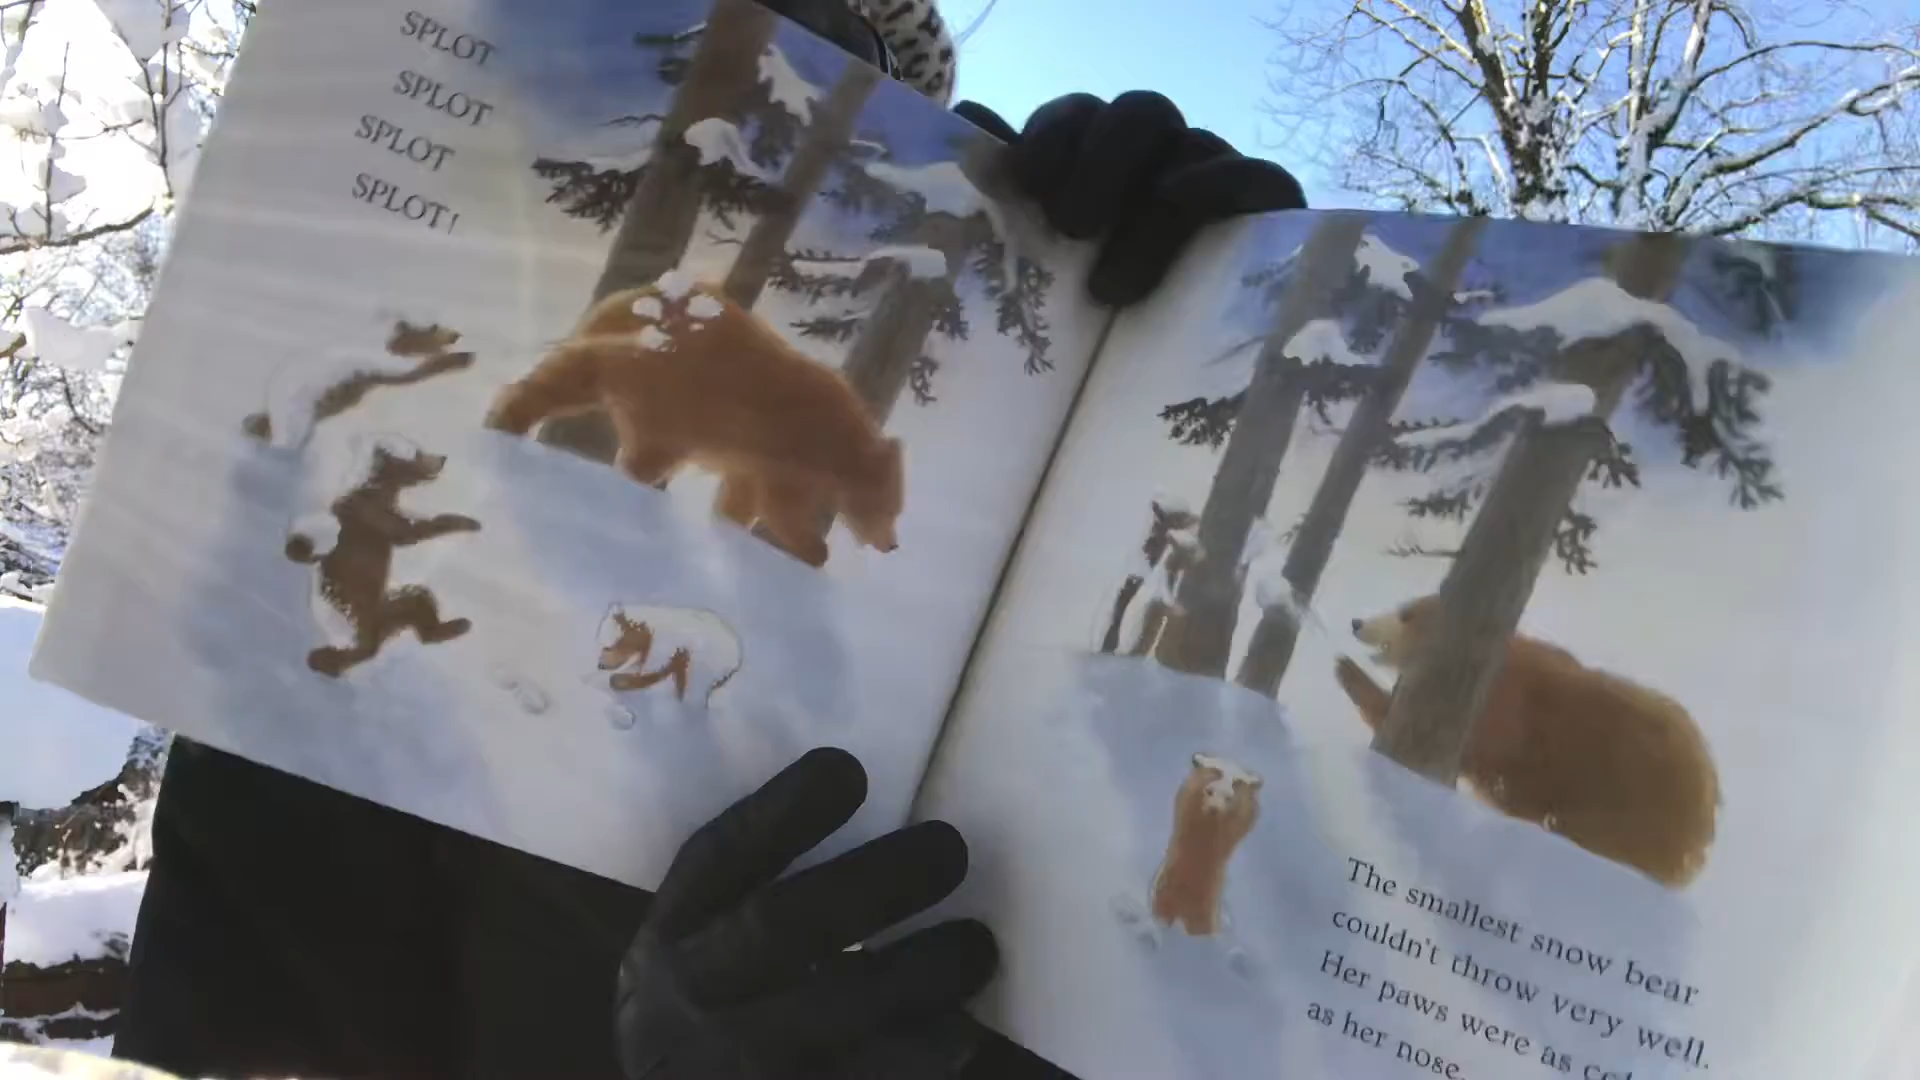 SPLOT
SPLOT
SPLOT
SPLOT!
The smallest snow bear
couldn't throw very well.
Her paws were as
as her nose.